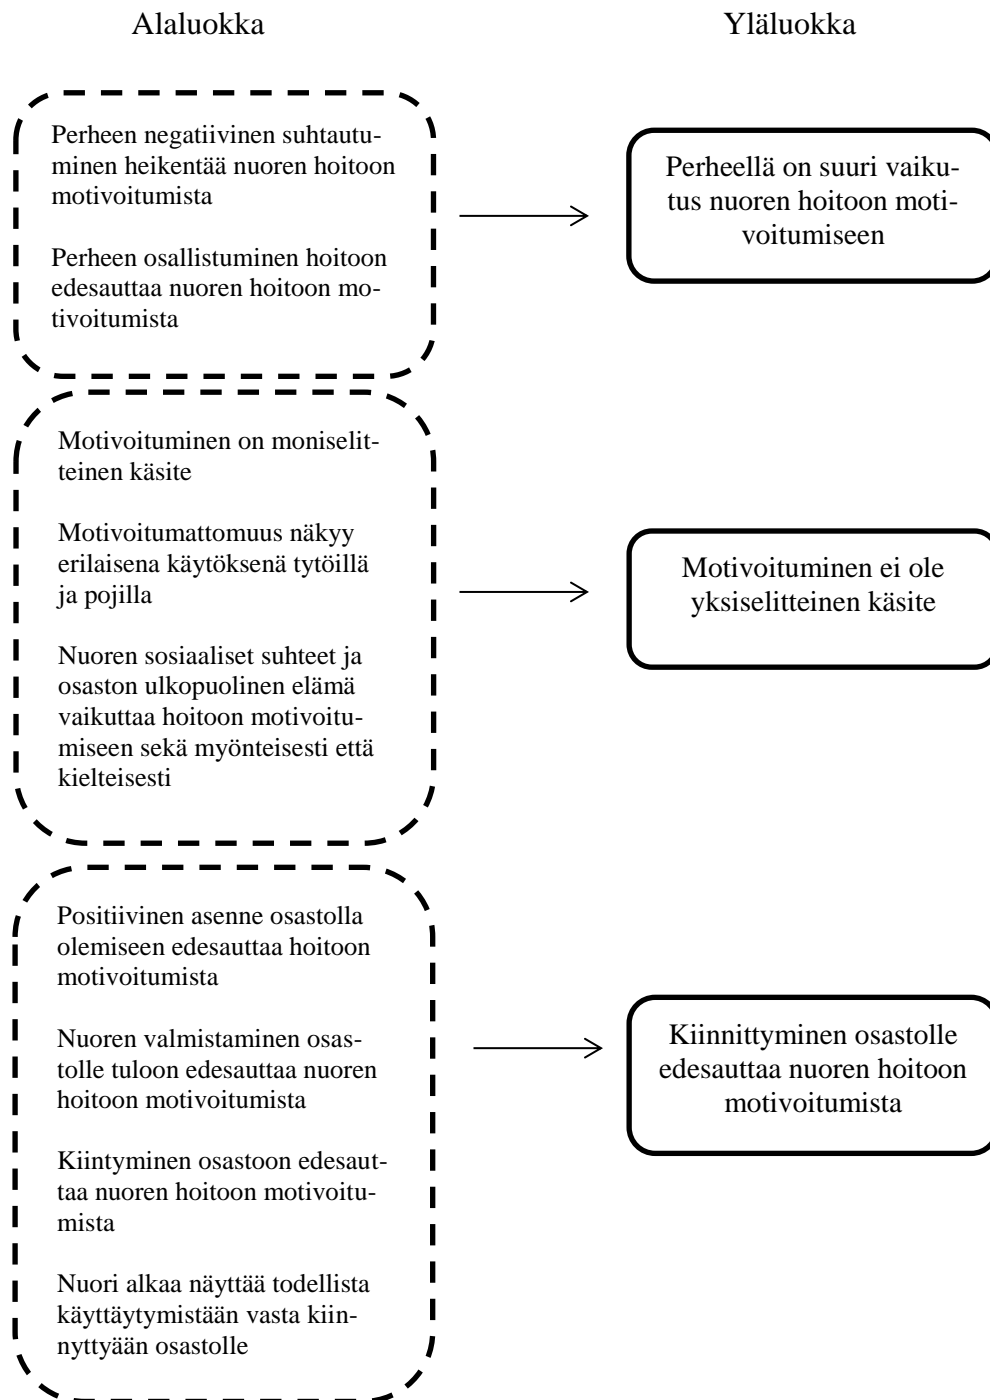 Alaluokka
Yläluokka
Perheen negatiivinen suhtautu-
minen heikentää nuoren hoitoon
motivoitumista
Perheen osallistuminen hoitoon
edesauttaa nuoren hoitoon mo-
tivoitumista
Perheellä on suuri vaiku-
tus nuoren hoitoon moti-
voitumiseen
Motivoituminen on moniselit-
teinen käsite
Motivoitumattomuus näkyy
erilaisena käytöksenä tytöillä
ja pojilla
Nuoren sosiaaliset suhteet ja
osaston ulkopuolinen elämä
vaikuttaa hoitoon motivoitu-
miseen sekä myönteisesti että
kielteisesti
Motivoituminen ei ole
yksiselitteinen käsite
Positiivinen asenne osastolla
olemiseen edesauttaa hoitoon
motivoitumista
Nuoren valmistaminen osas-
tolle tuloon edesauttaa nuoren
hoitoon motivoitumista
Kiintyminen osastoon edesaut-
taa nuoren hoitoon motivoitu-
mista
Nuori alkaa näyttää todellista
käyttäytymistään vasta kiin-
nyttyään osastolle
Kiinnittyminen osastolle
edesauttaa nuoren hoitoon
motivoitumista